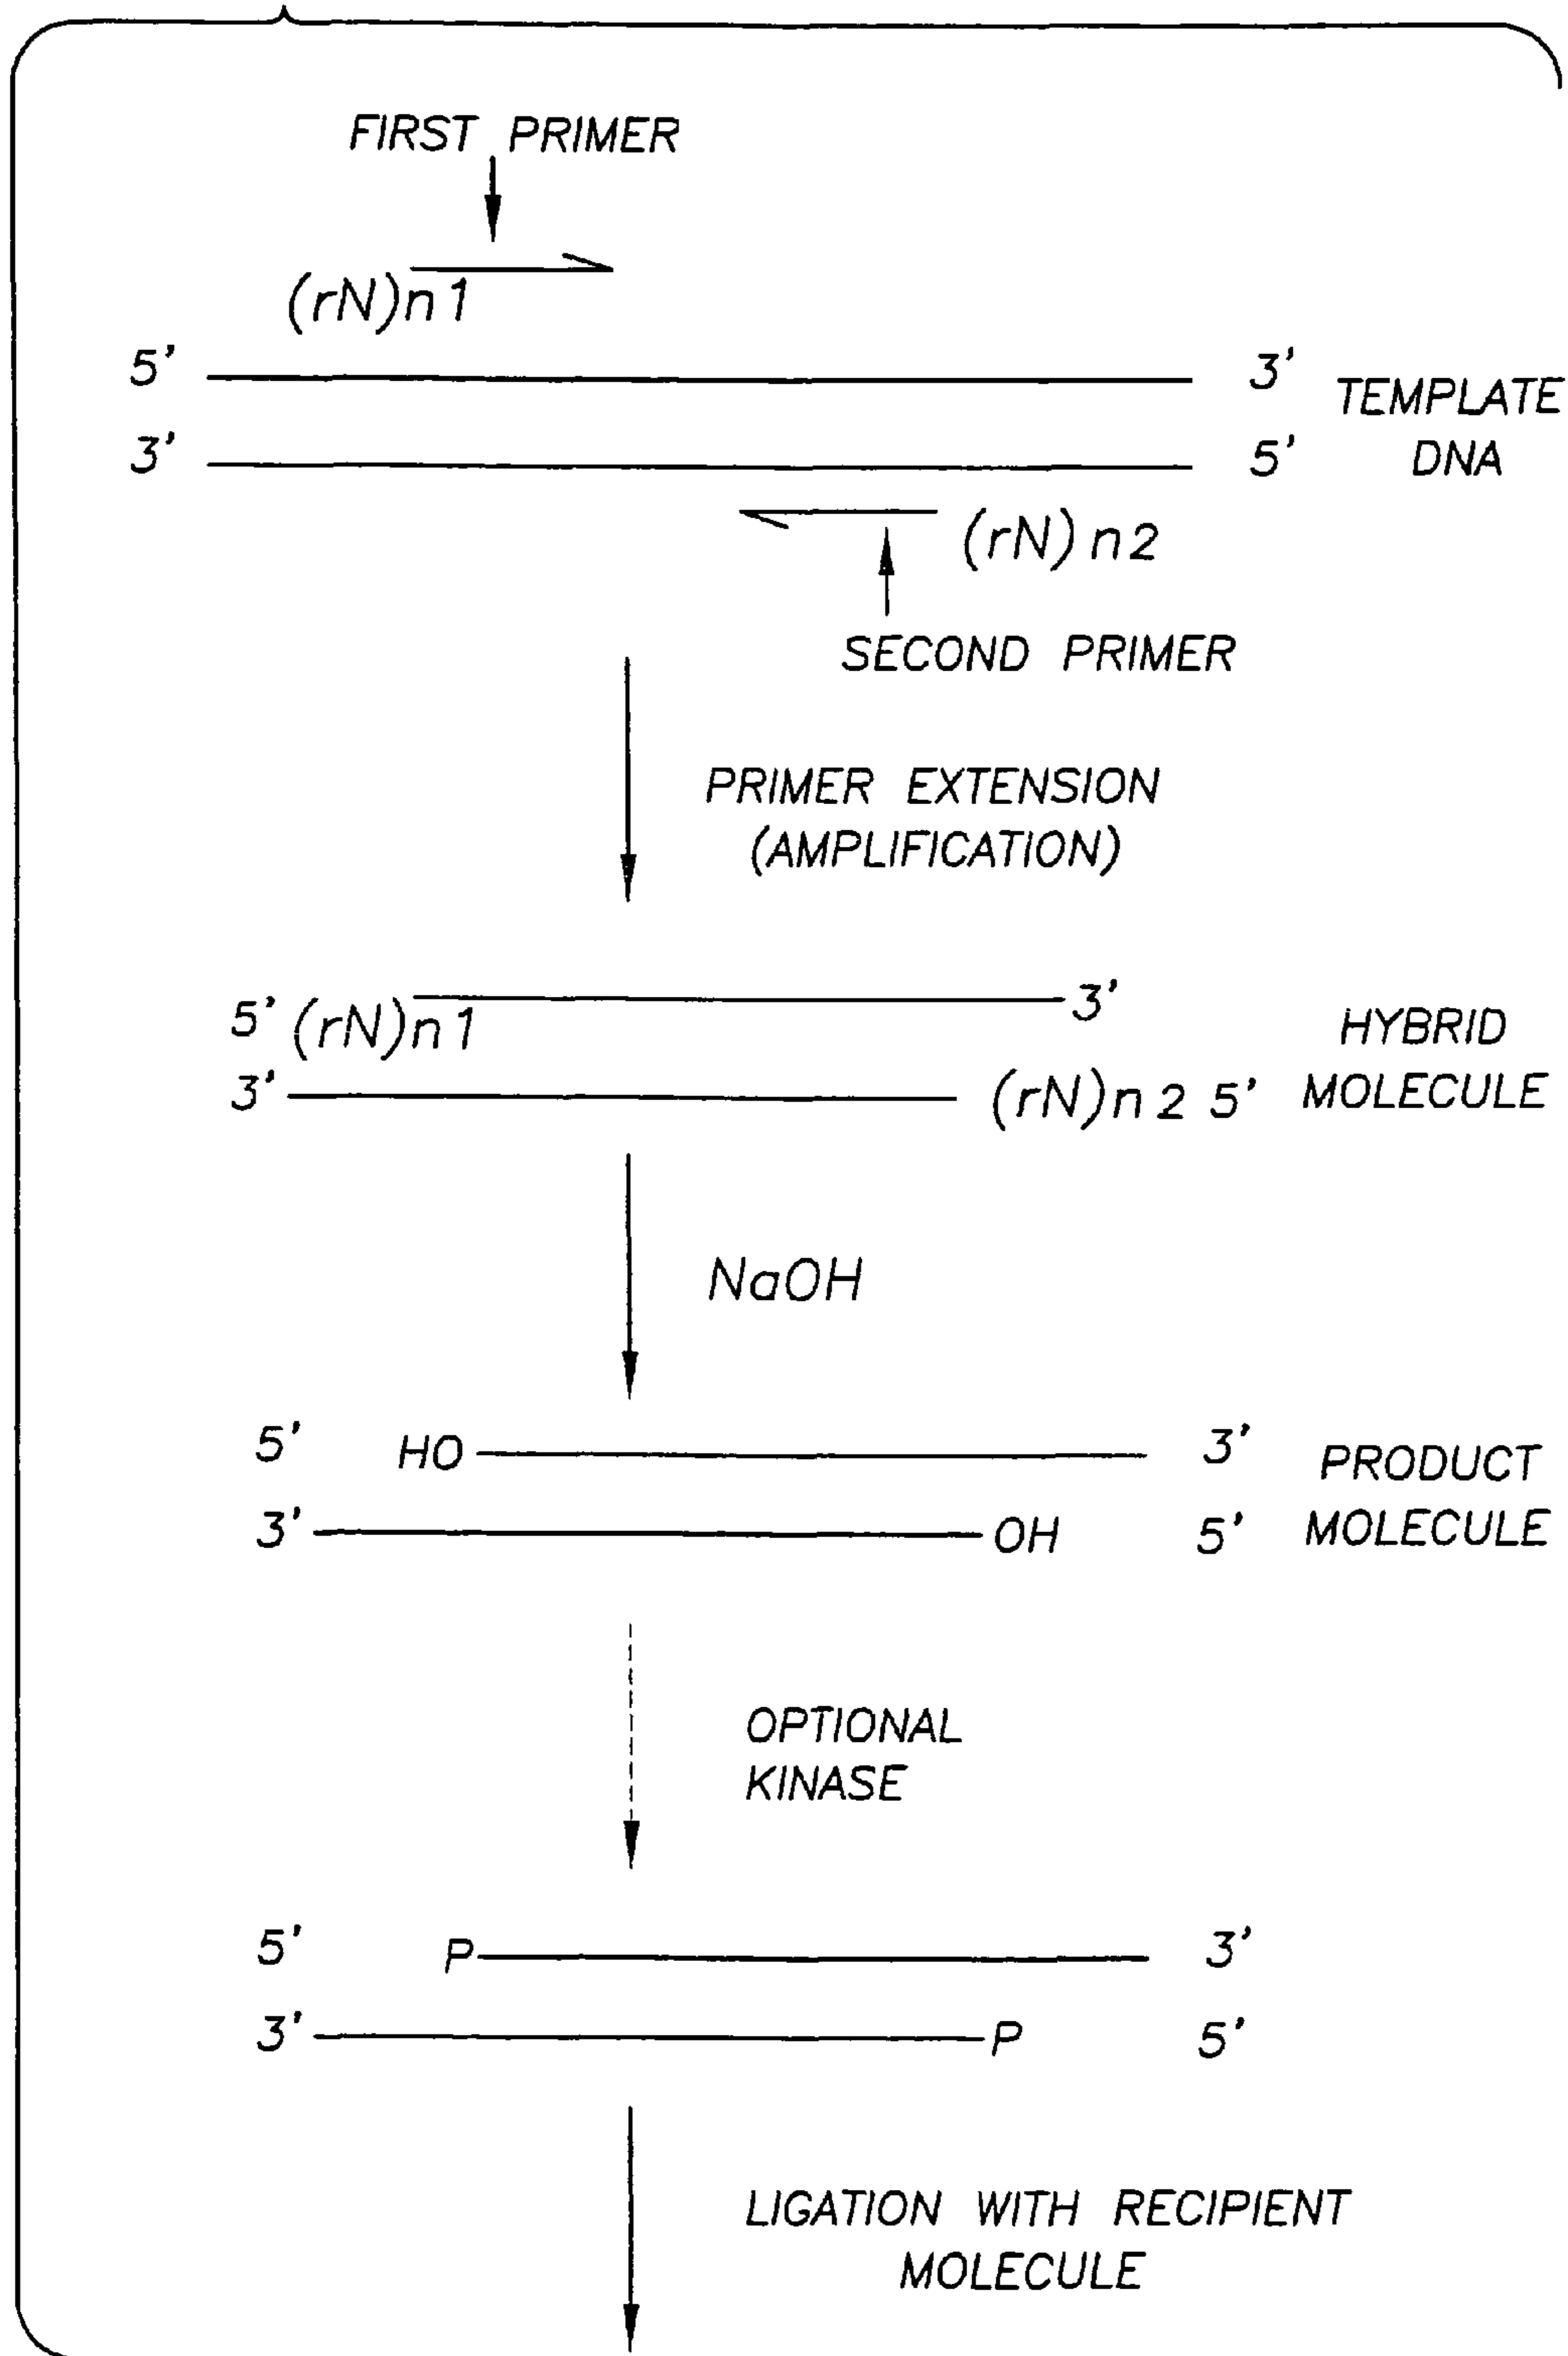 FIRST PRIMER
(rN)n1
5' 3'
TEMPLATE
3' 5'
DNA
(rN)n2
SECOND PRIMER
PRIMER EXTENSION
(AMPLIFICATION)
5' (rN)n1 3'
HYBRID
3' (rN)n2 5'
MOLECULE
NaOH
5' HO 3'
PRODUCT
3' OH 5'
MOLECULE
OPTIONAL
KINASE
5' P 3'
3' P 5'
LIGATION WITH RECIPIENT
MOLECULE